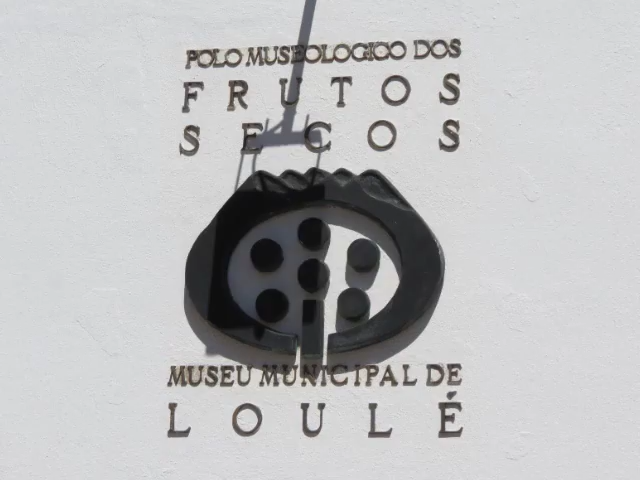 POLO MUSEOLOGICO DOS
FRUTOS
SECOS
MUSEU MUNICIPAL DE
LOULÉ